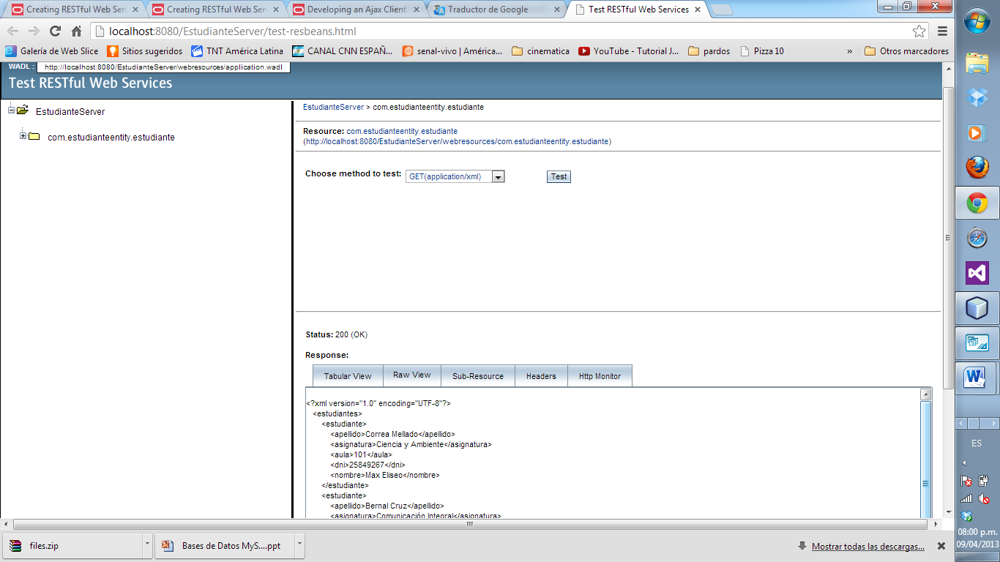 Creating RESTful Web Ser
Creating RESTful Web Ser
Developing an Ajax Client
Traductor de Google
Test RESTful Web Services
localhost:8080/EstudianteServer/test-resbeans.html
Galería de Web Slice
Sitios sugeridos
TNT América Latina
CANAL CNN ESPAÑ...
senal-vivo | América...
cinematica
YouTube - Tutorial J...
pardos
Pizza 10
»
Otros marcadores
WADL : http://localhost:8080/EstudianteServer/webresources/application.wadl
Test RESTful Web Services
EstudianteServer
com.estudianteentity.estudiante
EstudianteServer > com.estudianteentity.estudiante
Resource: com.estudianteentity.estudiante
(http://localhost:8080/EstudianteServer/webresources/com.estudianteentity.estudiante)
Choose method to test: GET(application/xml) Test
Status: 200 (OK)
Response:
Tabular View
Raw View
Sub-Resource
Headers
Http Monitor
<?xml version="1.0" encoding="UTF-8"?>
<estudiantes>
<estudiante>
<apellido>Correa Mellado</apellido>
<asignatura>Ciencia y Ambiente</asignatura>
<aula>101</aula>
<dni>25849267</dni>
<nombre>Max Eliseo</nombre>
</estudiante>
<estudiante>
<apellido>Bernal Cruz</apellido>
<asignatura>Comunicación Integral</asignatura>
files.zip
Bases de Datos MyS....ppt
Mostrar todas las descargas...
ES
08:00 p.m.
09/04/2013